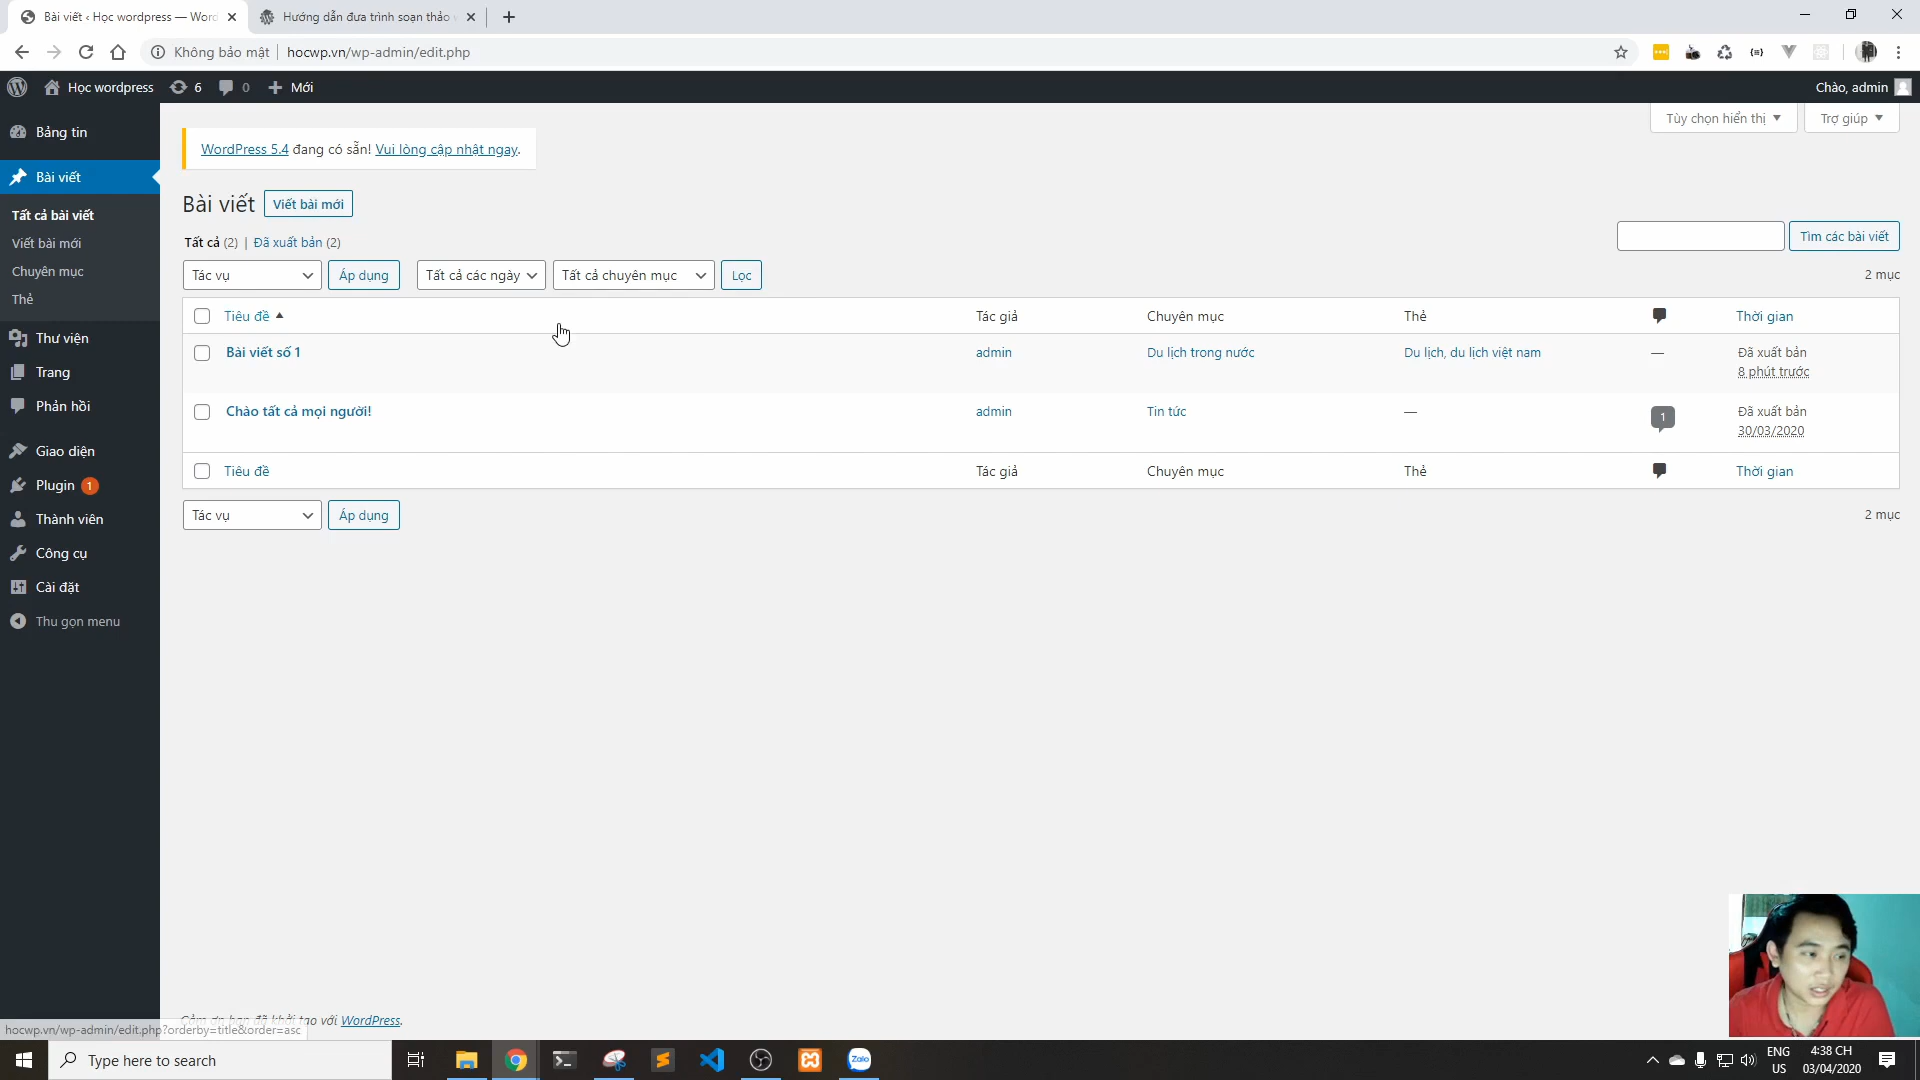 Bài viết ‹ Học wordpress — Word
Hướng dẫn đưa trình soạn thảo
Không bảo mật
hocwp.vn/wp-admin/edit.php
Học wordpress
6
0
Mới
Chào, admin
Bảng tin
Bài viết
Tất cả bài viết
Viết bài mới
Chuyên mục
Thẻ
Thư viện
Trang
Phản hồi
Giao diện
Plugin 1
Thành viên
Công cụ
Cài đặt
Thu gọn menu
Tùy chọn hiển thị
Trợ giúp
WordPress 5.4 đang có sẵn! Vui lòng cập nhật ngay.
Bài viết
Viết bài mới
Tất cả (2) | Đã xuất bản (2)
Tìm các bài viết
Tác vụ
Áp dụng
Tất cả các ngày
Tất cả chuyên mục
Lọc
2 mục
Tiêu đề
Tác giả
Chuyên mục
Thẻ
Thời gian
Bài viết số 1
admin
Du lịch trong nước
Du lịch, du lịch việt nam
—
Đã xuất bản
8 phút trước
Chào tất cả mọi người!
admin
Tin tức
—
1
Đã xuất bản
30/03/2020
Tiêu đề
Tác giả
Chuyên mục
Thẻ
Thời gian
Tác vụ
Áp dụng
2 mục
Cảm ơn bạn đã khởi tạo với WordPress.
hocwp.vn/wp-admin/edit.php?orderby=title&order=asc
Type here to search
Zalo
ENG
US
4:38 CH
03/04/2020